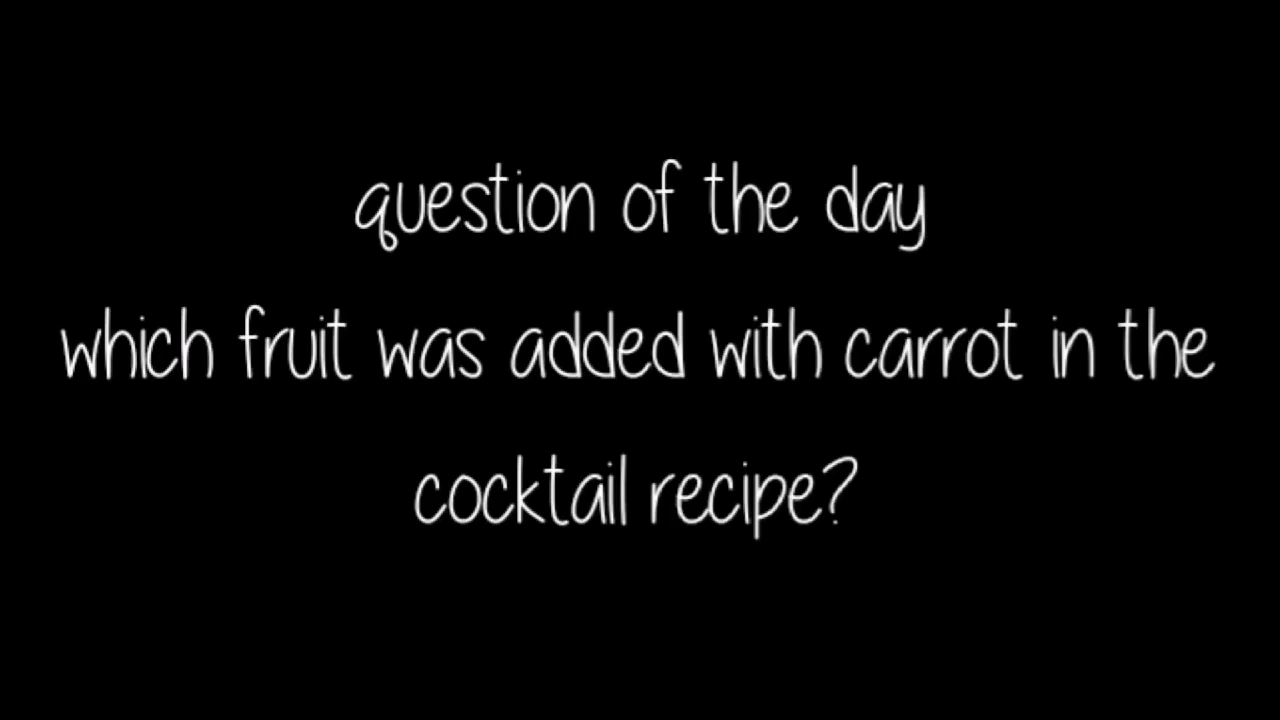 question of the day
which fruit was added with carrot in the
cocktail recipe?